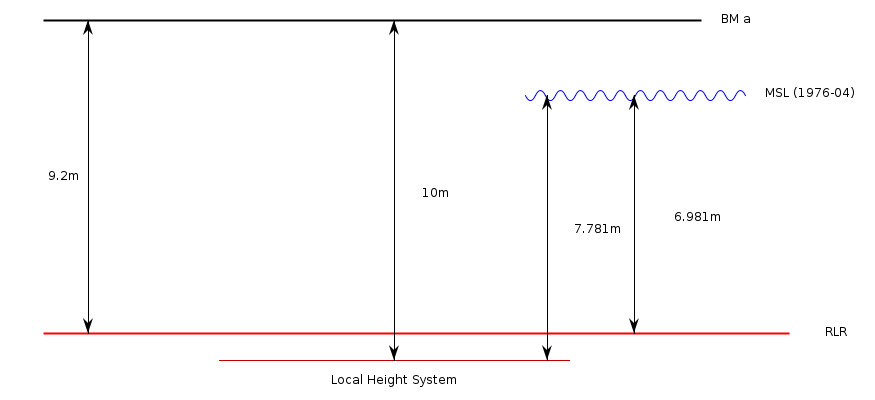 BM a
MSL (1976-04)
9.2m
10m
7.781m
6.981m
RLR
Local Height System